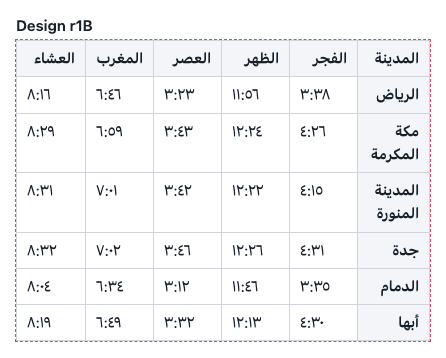 Design r1B
المدينة الفجر الظهر العصر المغرب العشاء
الرياض ٣:٣٨ ١١:٥٦ ٣:٢٣ ٦:٤٦ ٨:١٦
مكة
المكرمة ٤:٢٦ ١٢:٢٤ ٣:٤٣ ٦:٥٩ ٨:٢٩
المدينة
المنورة ٤:١٥ ١٢:٢٢ ٣:٤٢ ٧:٠١ ٨:٣١
جدة ٤:٣١ ١٢:٢٦ ٣:٤٦ ٧:٠٢ ٨:٣٢
الدمام ٣:٣٥ ١١:٤٦ ٣:١٢ ٦:٣٤ ٨:٠٤
أبها ٤:٣٠ ١٢:١٣ ٣:٣٢ ٦:٤٩ ٨:١٩